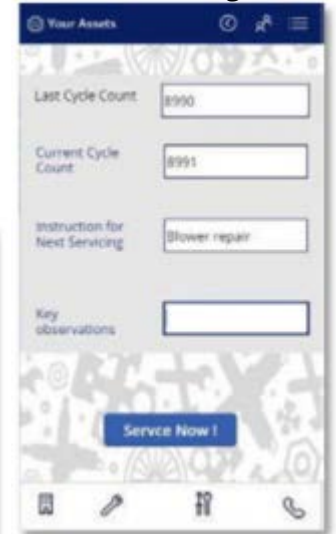 Your Assets
Last Cycle Count
8990
Current Cycle
Count
8991
Instruction for
Next Servicing
Blower repair
Key
observations
Servce Now !